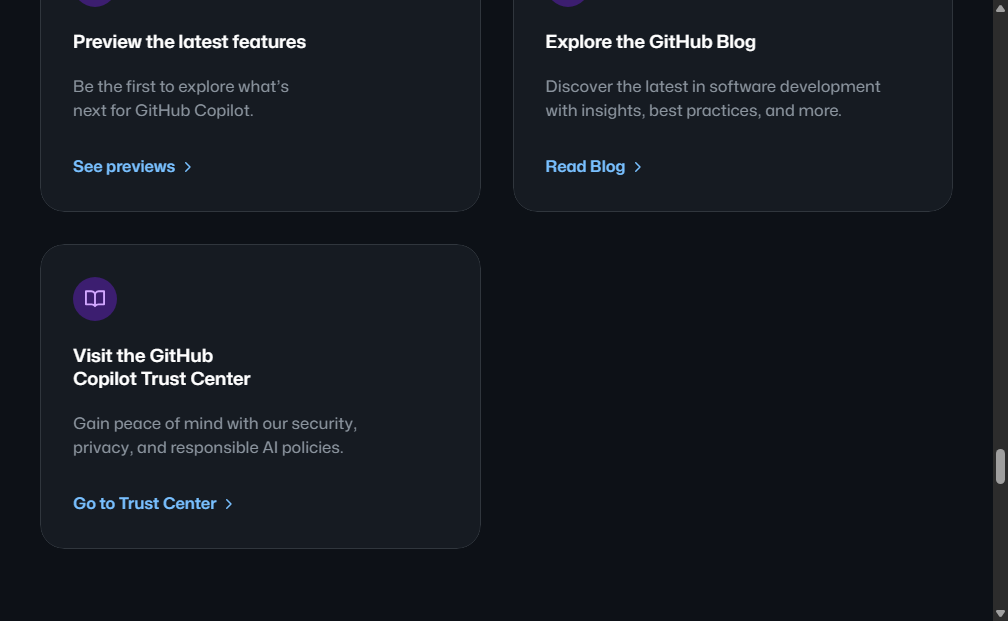 Preview the latest features
Be the first to explore what’s
next for GitHub Copilot.
See previews
Explore the GitHub Blog
Discover the latest in software development
with insights, best practices, and more.
Read Blog
Visit the GitHub
Copilot Trust Center
Gain peace of mind with our security,
privacy, and responsible AI policies.
Go to Trust Center